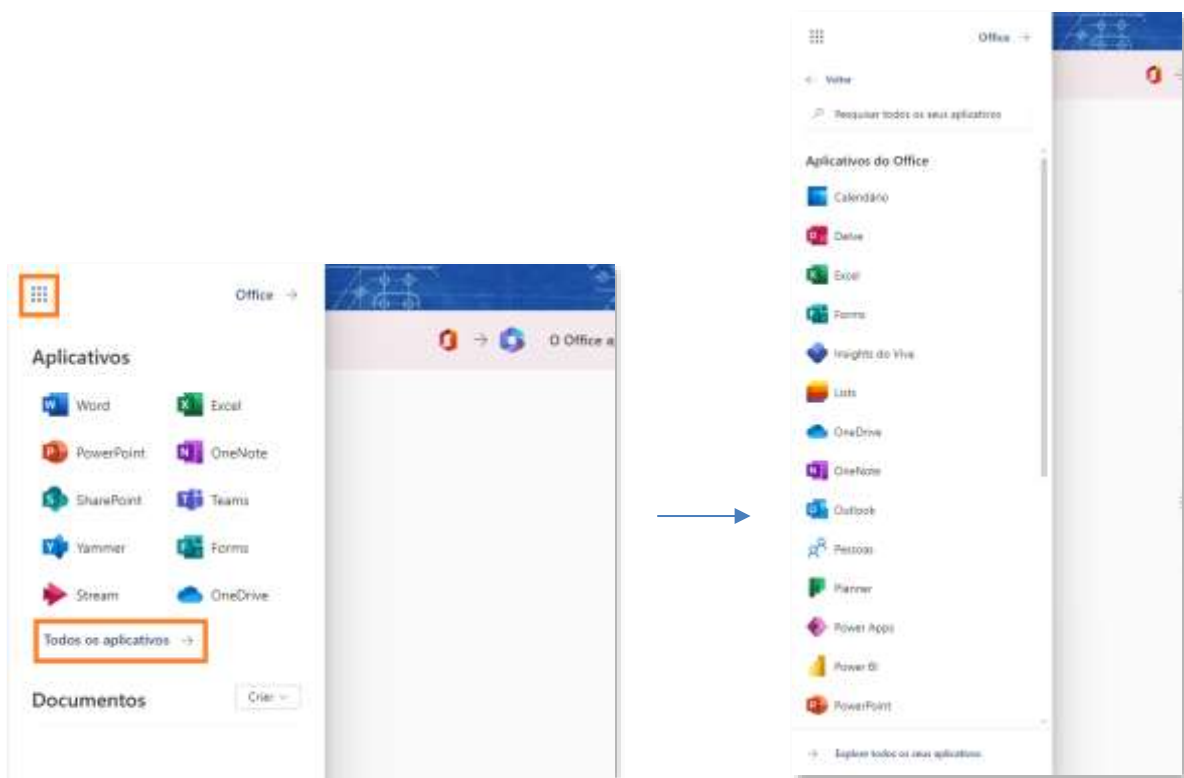 Office →
Aplicativos
Word Excel
PowerPoint OneNote
SharePoint Teams
Yammer Forms
Stream OneDrive
Todos os aplicativos →
Documentos Criar
O Office a
Office →
← Voltar
Pesquisar todos os seus aplicativos
Aplicativos do Office
Calendário
Delve
Excel
Forms
Insights do Viva
Lists
OneDrive
OneNote
Outlook
Pessoas
Planner
Power Apps
Power BI
PowerPoint
→ Explore todos os seus aplicativos